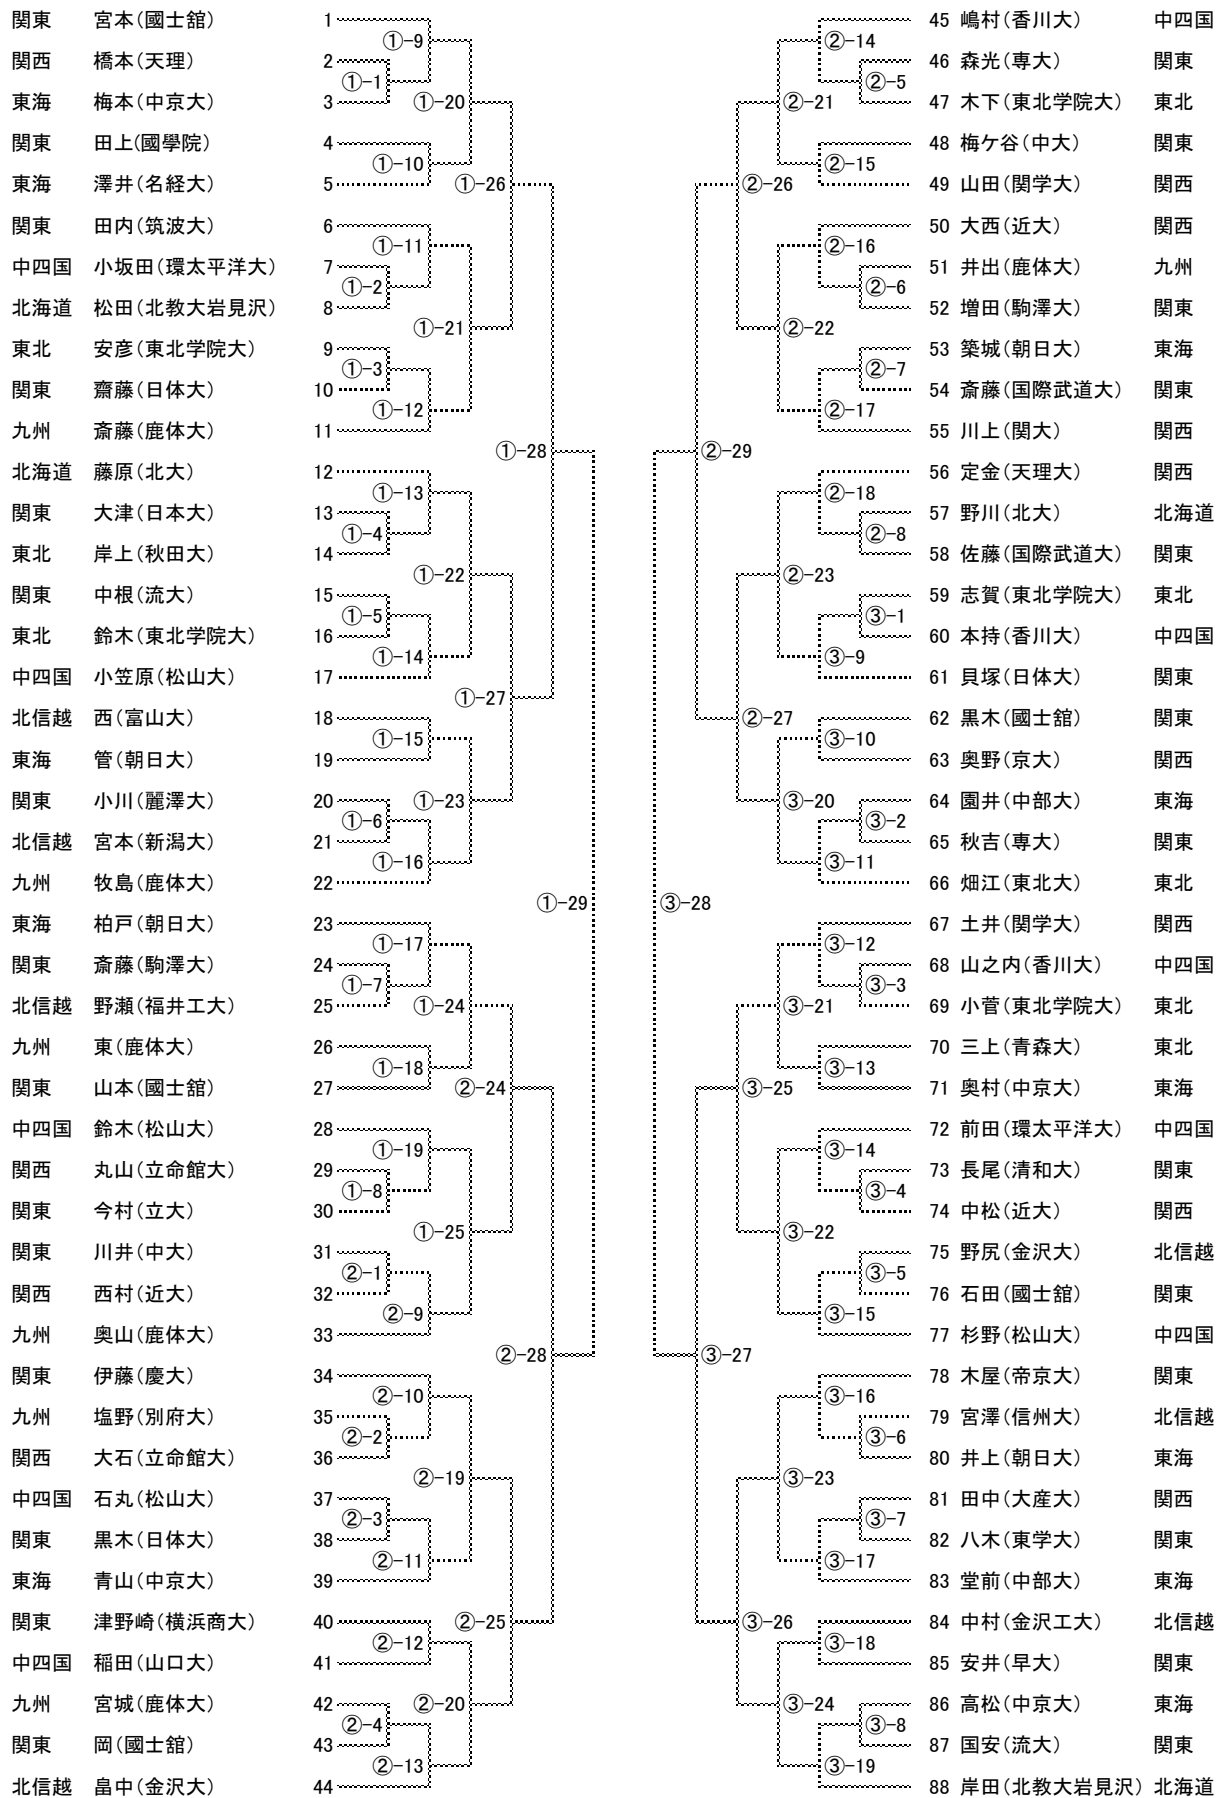 関東 宮本（國士舘） 1
関西 橋本（天理） 2
東海 梅本（中京大） 3
関東 田上（國學院） 4
東海 澤井（名経大） 5
関東 田内（筑波大） 6
中四国 小坂田（環太平洋大） 7
北海道 松田（北教大岩見沢） 8
東北 安彦（東北学院大） 9
関東 齋藤（日体大） 10
九州 斎藤（鹿体大） 11
北海道 藤原（北大） 12
関東 大津（日本大） 13
東北 岸上（秋田大） 14
関東 中根（流大） 15
東北 鈴木（東北学院大） 16
中四国 小笠原（松山大） 17
北信越 西（富山大） 18
東海 管（朝日大） 19
関東 小川（麗澤大） 20
北信越 宮本（新潟大） 21
九州 牧島（鹿体大） 22
東海 柏戸（朝日大） 23
関東 斎藤（駒澤大） 24
北信越 野瀬（福井工大） 25
九州 東（鹿体大） 26
関東 山本（國士舘） 27
中四国 鈴木（松山大） 28
関西 丸山（立命館大） 29
関東 今村（立大） 30
関東 川井（中大） 31
関西 西村（近大） 32
九州 奥山（鹿体大） 33
関東 伊藤（慶大） 34
九州 塩野（別府大） 35
関西 大石（立命館大） 36
中四国 石丸（松山大） 37
関東 黒木（日体大） 38
東海 青山（中京大） 39
関東 津野崎（横浜商大） 40
中四国 稲田（山口大） 41
九州 宮城（鹿体大） 42
関東 岡（國士舘） 43
北信越 畠中（金沢大） 44
①-1
①-2
①-3
①-4
①-5
①-6
①-7
①-8
②-1
②-2
②-3
②-4
①-9
①-10
①-11
①-12
①-13
①-14
①-15
①-16
①-17
①-18
①-19
②-9
②-10
②-11
②-12
②-13
①-20
①-21
①-22
①-23
①-24
①-25
②-19
②-20
①-26
①-27
②-24
②-25
①-28
②-28
①-29
③-28
②-29
③-27
②-26
②-27
③-25
③-26
②-21
②-22
②-23
③-20
③-21
③-22
③-23
③-24
②-14
②-15
②-16
②-17
②-18
③-9
③-10
③-11
③-12
③-13
③-14
③-15
③-16
③-17
③-18
③-19
②-5
②-6
②-7
②-8
③-1
③-2
③-3
③-4
③-5
③-6
③-7
③-8
45 嶋村（香川大） 中四国
46 森光（専大） 関東
47 木下（東北学院大） 東北
48 梅ケ谷（中大） 関東
49 山田（関学大） 関西
50 大西（近大） 関西
51 井出（鹿体大） 九州
52 増田（駒澤大） 関東
53 築城（朝日大） 東海
54 斎藤（国際武道大） 関東
55 川上（関大） 関西
56 定金（天理大） 関西
57 野川（北大） 北海道
58 佐藤（国際武道大） 関東
59 志賀（東北学院大） 東北
60 本持（香川大） 中四国
61 貝塚（日体大） 関東
62 黒木（國士舘） 関東
63 奥野（京大） 関西
64 園井（中部大） 東海
65 秋吉（専大） 関東
66 畑江（東北大） 東北
67 土井（関学大） 関西
68 山之内（香川大） 中四国
69 小菅（東北学院大） 東北
70 三上（青森大） 東北
71 奥村（中京大） 東海
72 前田（環太平洋大） 中四国
73 長尾（清和大） 関東
74 中松（近大） 関西
75 野尻（金沢大） 北信越
76 石田（國士舘） 関東
77 杉野（松山大） 中四国
78 木屋（帝京大） 関東
79 宮澤（信州大） 北信越
80 井上（朝日大） 東海
81 田中（大産大） 関西
82 八木（東学大） 関東
83 堂前（中部大） 東海
84 中村（金沢工大） 北信越
85 安井（早大） 関東
86 高松（中京大） 東海
87 国安（流大） 関東
88 岸田（北教大岩見沢） 北海道